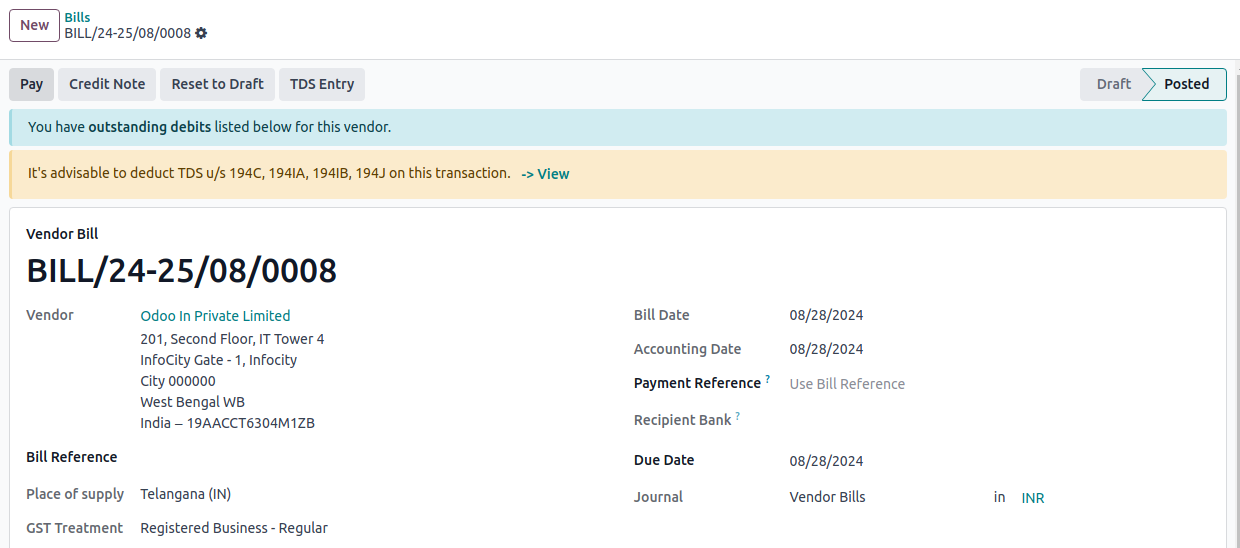 New
Bills
BILL/24-25/08/0008
Pay Credit Note Reset to Draft TDS Entry Draft Posted
You have outstanding debits listed below for this vendor.
It's advisable to deduct TDS u/s 194C, 194IA, 194IB, 194J on this transaction. -> View
Vendor Bill
BILL/24-25/08/0008
Vendor Odoo In Private Limited
201, Second Floor, IT Tower 4
InfoCity Gate - 1, Infocity
City 000000
West Bengal WB
India – 19AACCT6304M1ZB
Bill Reference
Place of supply Telangana (IN)
GST Treatment Registered Business - Regular
Bill Date 08/28/2024
Accounting Date 08/28/2024
Payment Reference ? Use Bill Reference
Recipient Bank ?
Due Date 08/28/2024
Journal Vendor Bills in INR